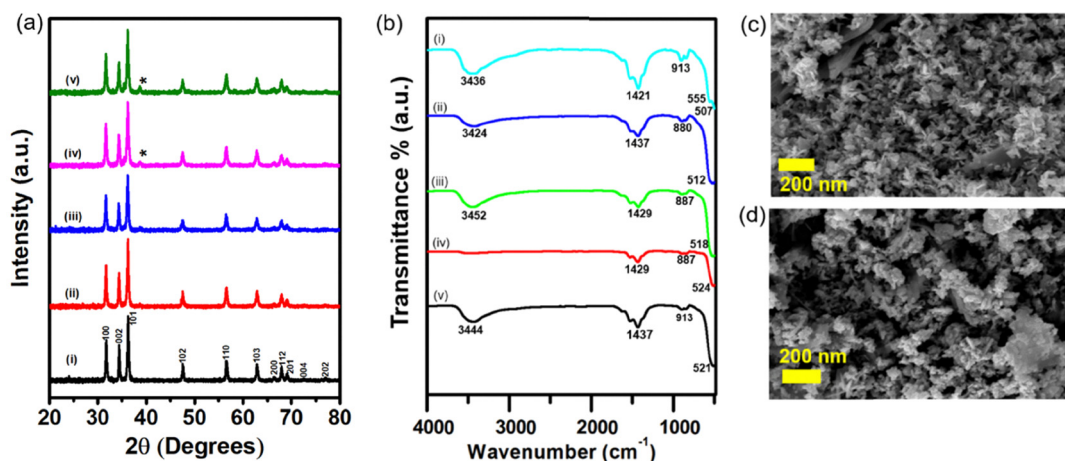 (a)
Intensity (a.u.)
(v)
*
(iv)
*
(iii)
(ii)
(i)
100
002
101
102
110
103
200
112
201
004
202
20 30 40 50 60 70 80
2θ (Degrees)
(b)
Transmittance % (a.u.)
(i)
3436
1421
913
555
507
(ii)
3424
1437
880
512
(iii)
3452
1429
887
518
(iv)
1429
887
524
(v)
3444
1437
913
521
4000 3000 2000 1000
Wavenumber (cm⁻¹)
(c)
200 nm
(d)
200 nm